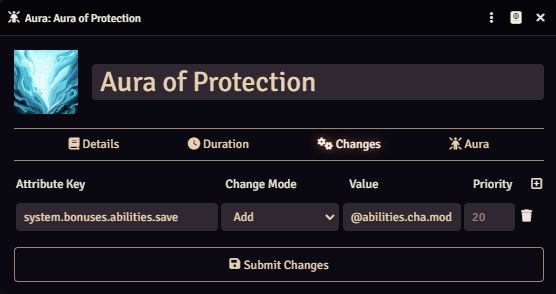 Aura: Aura of Protection
Aura of Protection
Details Duration Changes Aura
Attribute Key Change Mode Value Priority
system.bonuses.abilities.save Add @abilities.cha.mod 20
Submit Changes